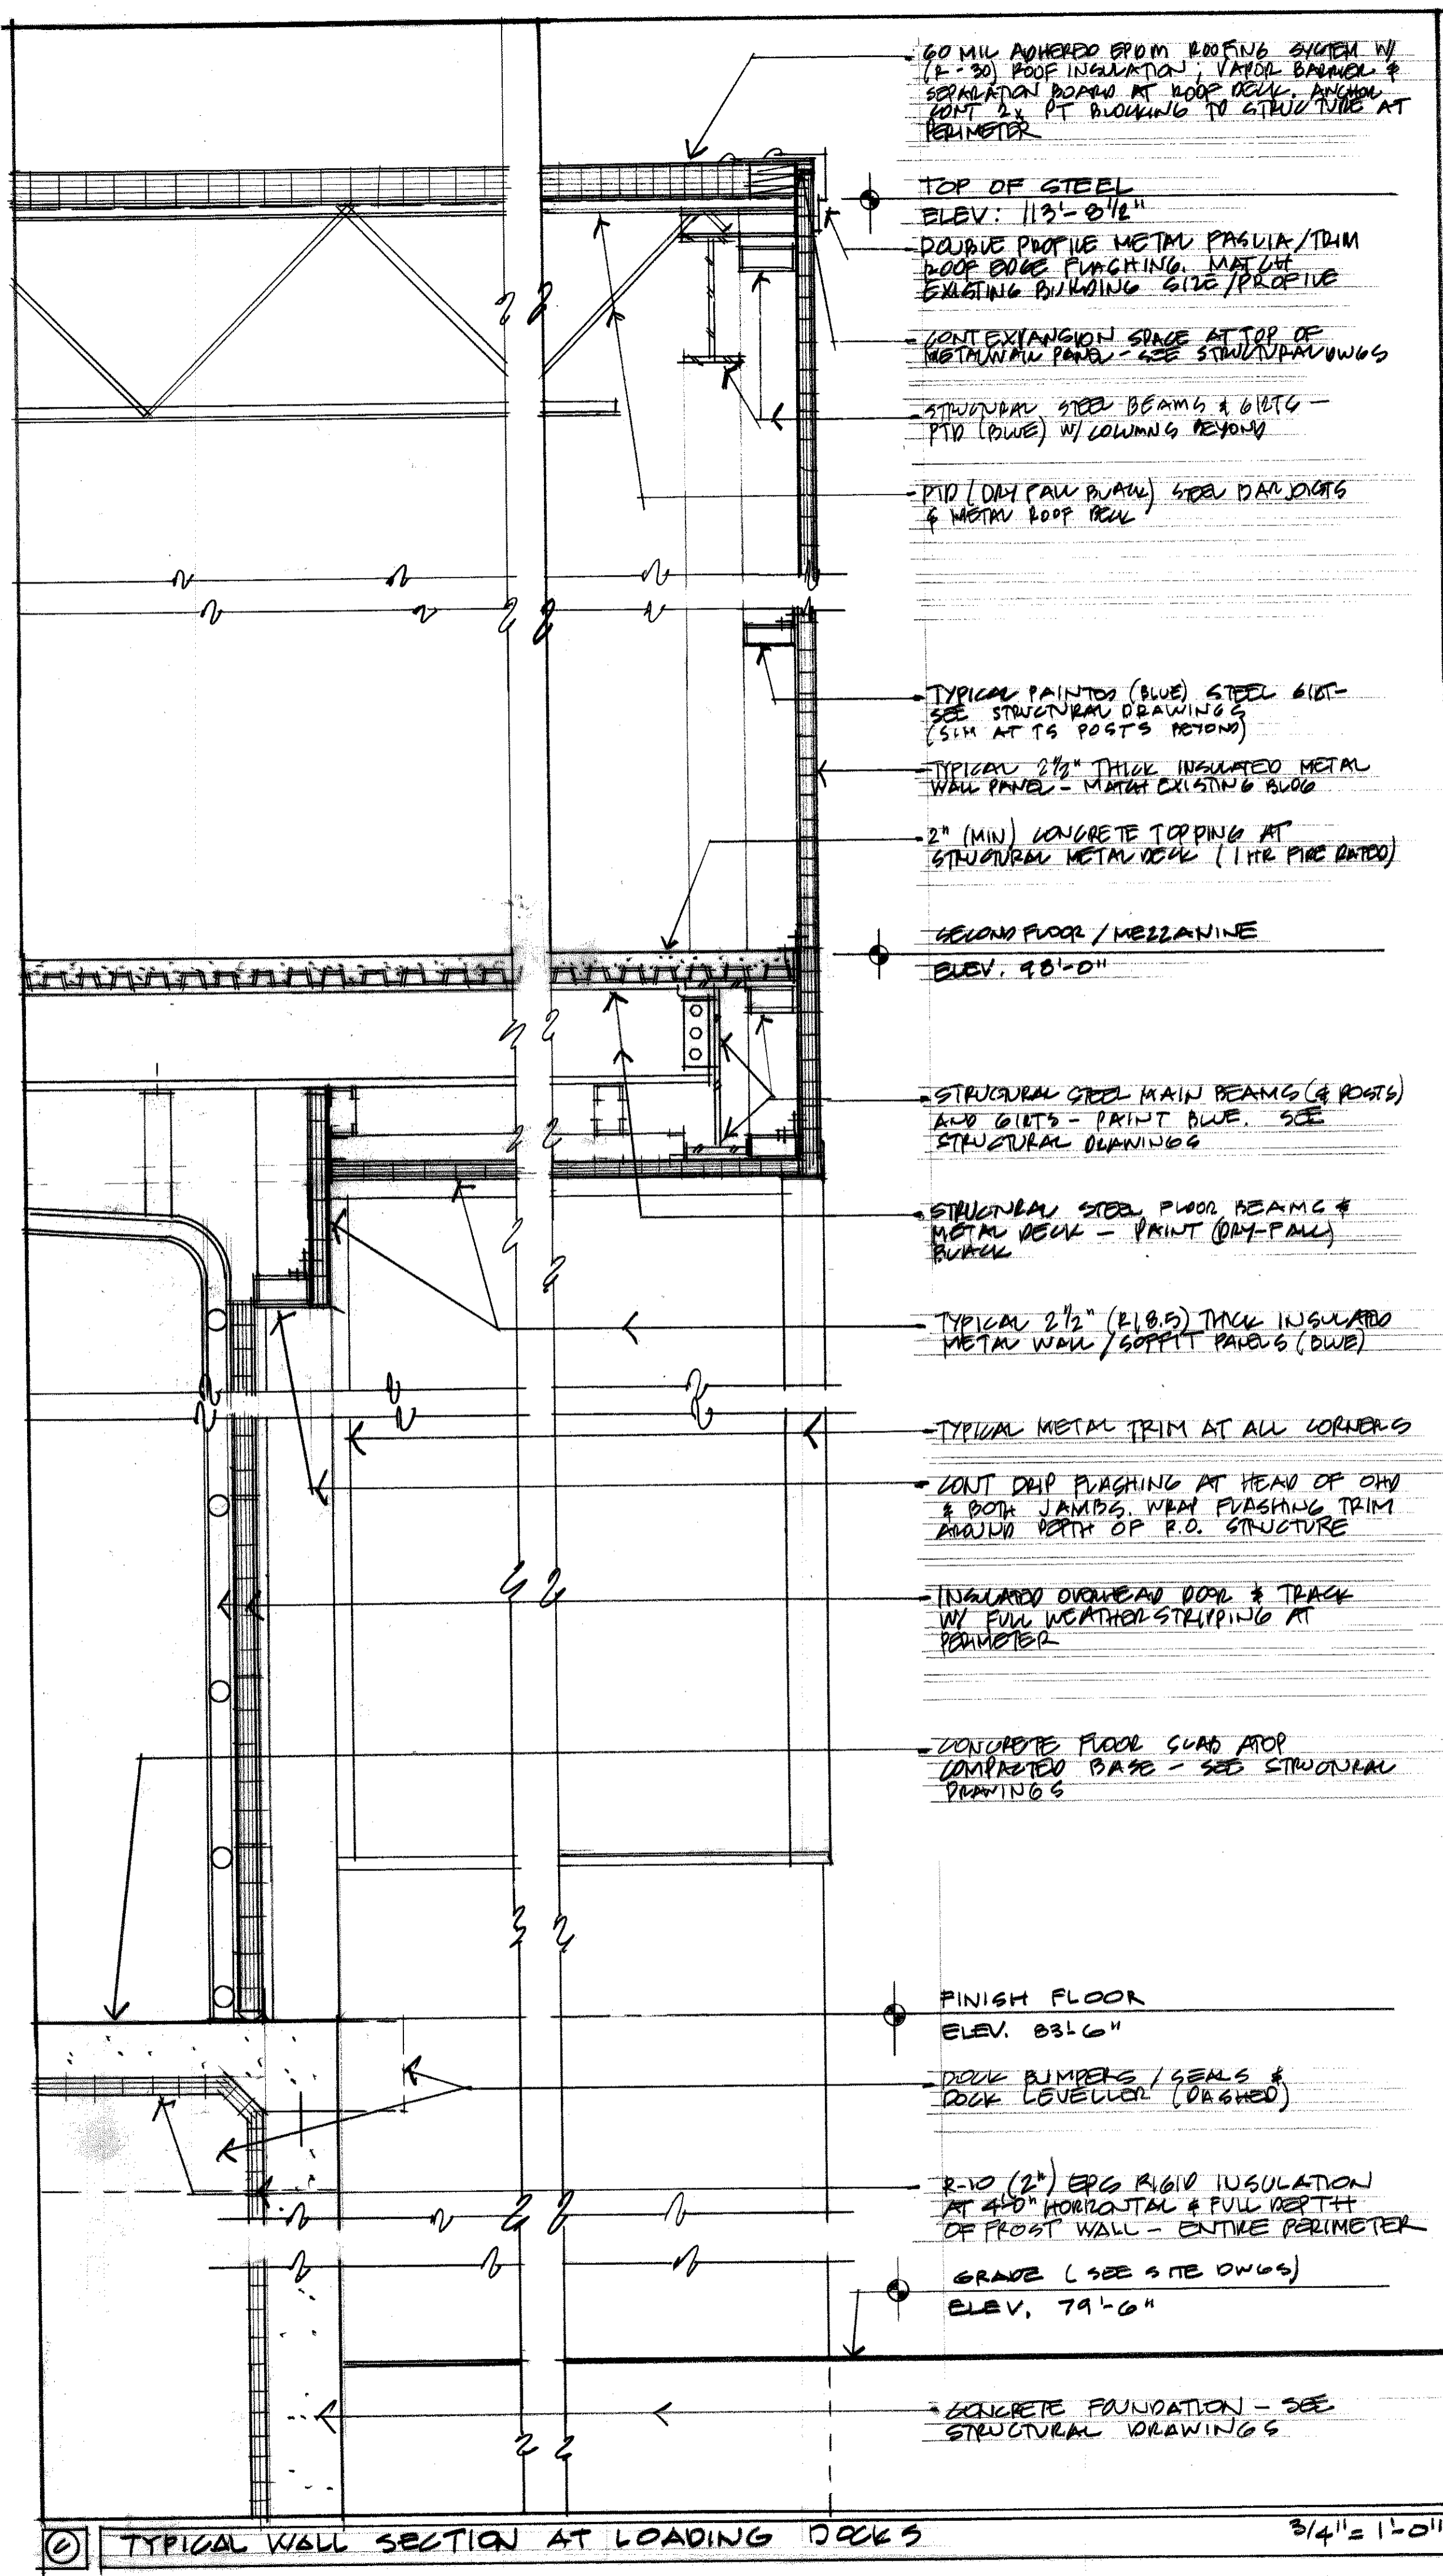 60 MIL ADHERED EPDM ROOFING SYSTEM W/
(R-30) ROOF INSULATION, VAPOR BARRIER &
SEPARATION BOARD AT ROOF DECK. ANCHOR
CONT 2x PT BLOCKING TO STRUCTURE AT
PERIMETER
TOP OF STEEL
ELEV: 113'-8 1/2"
DOUBLE PROFILE METAL FASCIA/TRIM
ROOF EDGE FLASHING. MATCH
EXISTING BUILDING SIZE/PROFILE
CONT EXPANSION SPACE AT TOP OF
METAL WALL PANEL - SEE STRUCTURAL DWGS
STRUCTURAL STEEL BEAMS & GIRTS -
PTD (BLUE) W/ COLUMNS BEYOND
PTD (DRY FALL BLACK) STEEL BAR JOISTS
& METAL ROOF DECK
TYPICAL PAINTED (BLUE) STEEL GIRT-
SEE STRUCTURAL DRAWINGS
(SIM AT TS POSTS BEYOND)
TYPICAL 2 1/2" THICK INSULATED METAL
WALL PANEL - MATCH EXISTING BLDG
2" (MIN) CONCRETE TOPPING AT
STRUCTURAL METAL DECK (1 HR FIRE RATED)
SECOND FLOOR / MEZZANINE
ELEV. 98'-0"
STRUCTURAL STEEL MAIN BEAMS (& POSTS)
AND GIRTS - PAINT BLUE. SEE
STRUCTURAL DRAWINGS
STRUCTURAL STEEL FLOOR BEAMS &
METAL DECK - PAINT (DRY-FALL)
BLACK
TYPICAL 2 1/2" (R18.5) THICK INSULATED
METAL WALL / SOFFIT PANELS (BLUE)
TYPICAL METAL TRIM AT ALL CORNERS
CONT DRIP FLASHING AT HEAD OF OHD
& BOTH JAMBS. WRAP FLASHING TRIM
AROUND DEPTH OF R.O. STRUCTURE
INSULATED OVERHEAD DOOR & TRACK
W/ FULL WEATHERSTRIPPING AT
PERIMETER
CONCRETE FLOOR SLAB ATOP
COMPACTED BASE - SEE STRUCTURAL
DRAWINGS
FINISH FLOOR
ELEV. 83'-6"
DOCK BUMPERS / SEALS &
DOCK LEVELLER (DASHED)
R-10 (2") EPS RIGID INSULATION
AT 4'-0" HORIZONTAL & FULL DEPTH
OF FROST WALL - ENTIRE PERIMETER
GRADE (SEE SITE DWGS)
ELEV. 79'-6"
CONCRETE FOUNDATION - SEE
STRUCTURAL DRAWINGS
TYPICAL WALL SECTION AT LOADING DOCKS
3/4" = 1'-0"